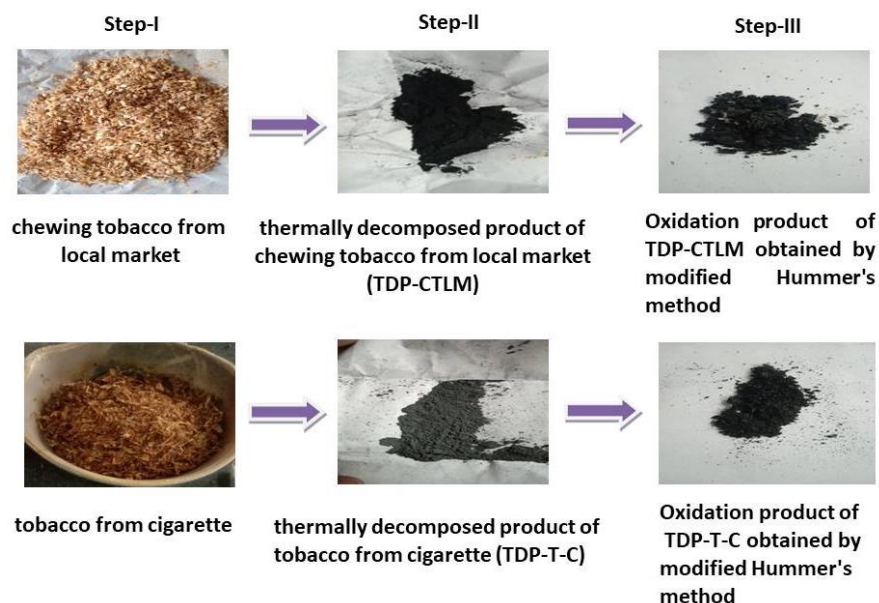 Step-I
Step-II
Step-III
chewing tobacco from
local market
thermally decomposed product of
chewing tobacco from local market
(TDP-CTLM)
Oxidation product of
TDP-CTLM obtained by
modified Hummer's
method
tobacco from cigarette
thermally decomposed product of
tobacco from cigarette (TDP-T-C)
Oxidation product of
TDP-T-C obtained by
modified Hummer's
method